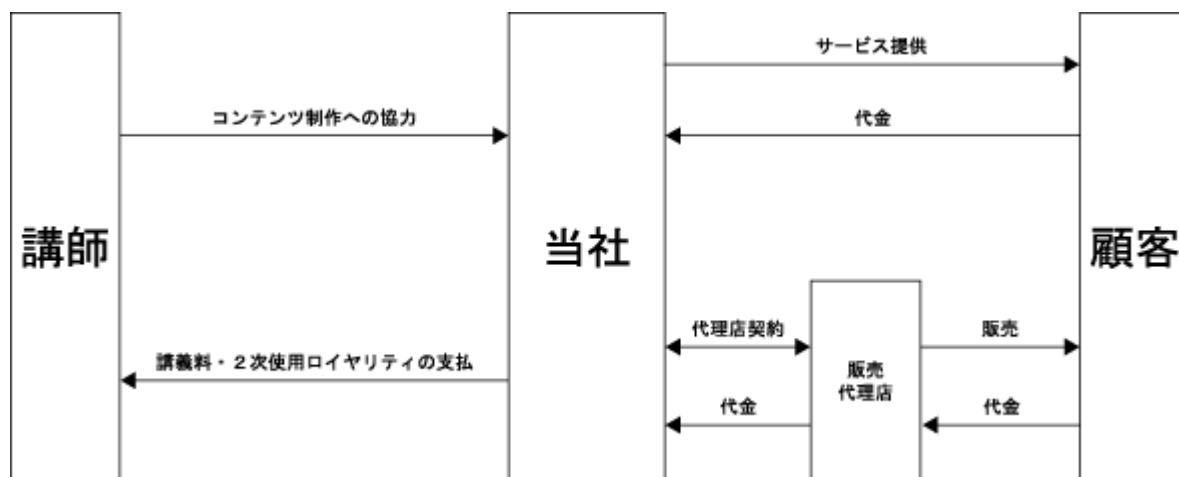 サービス提供
コンテンツ制作への協力
代金
講師
当社
顧客
代理店契約
販売
講義料・２次使用ロイヤリティの支払
販売
代理店
代金
代金